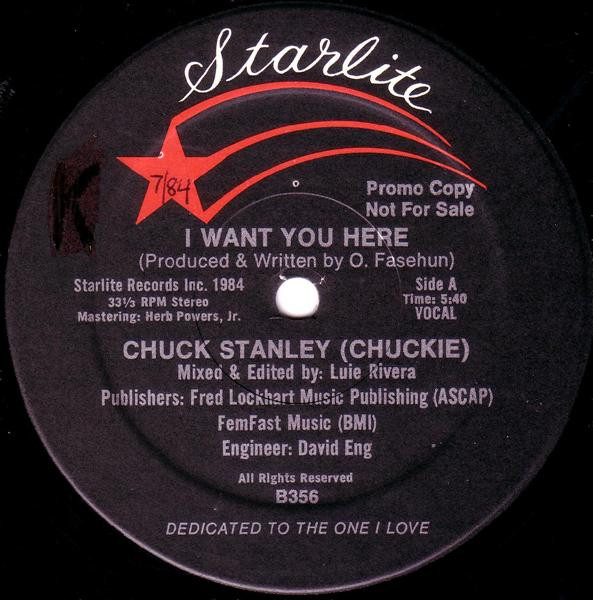 Starlite
K
7/84
Promo Copy
Not For Sale
I WANT YOU HERE
(Produced & Written by O. Fasehun)
Starlite Records Inc. 1984
33⅓ RPM Stereo
Mastering: Herb Powers, Jr.
Side A
Time: 5:40
VOCAL
CHUCK STANLEY (CHUCKIE)
Mixed & Edited by: Luie Rivera
Publishers: Fred Lockhart Music Publishing (ASCAP)
FemFast Music (BMI)
Engineer: David Eng
All Rights Reserved
B356
DEDICATED TO THE ONE I LOVE